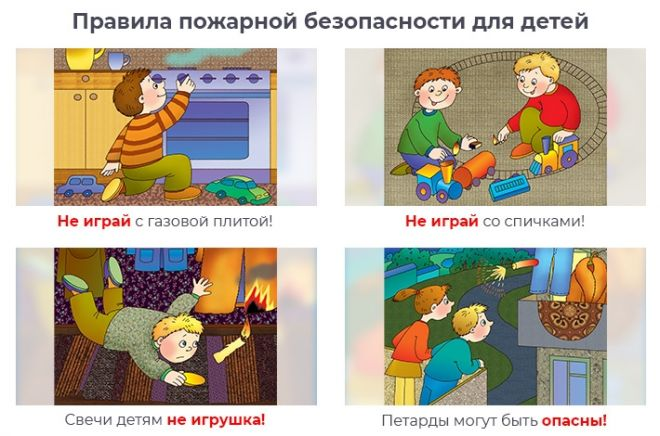 Правила пожарной безопасности для детей
Не играй с газовой плитой!
Не играй со спичками!
Свечи детям не игрушка!
Петарды могут быть опасны!